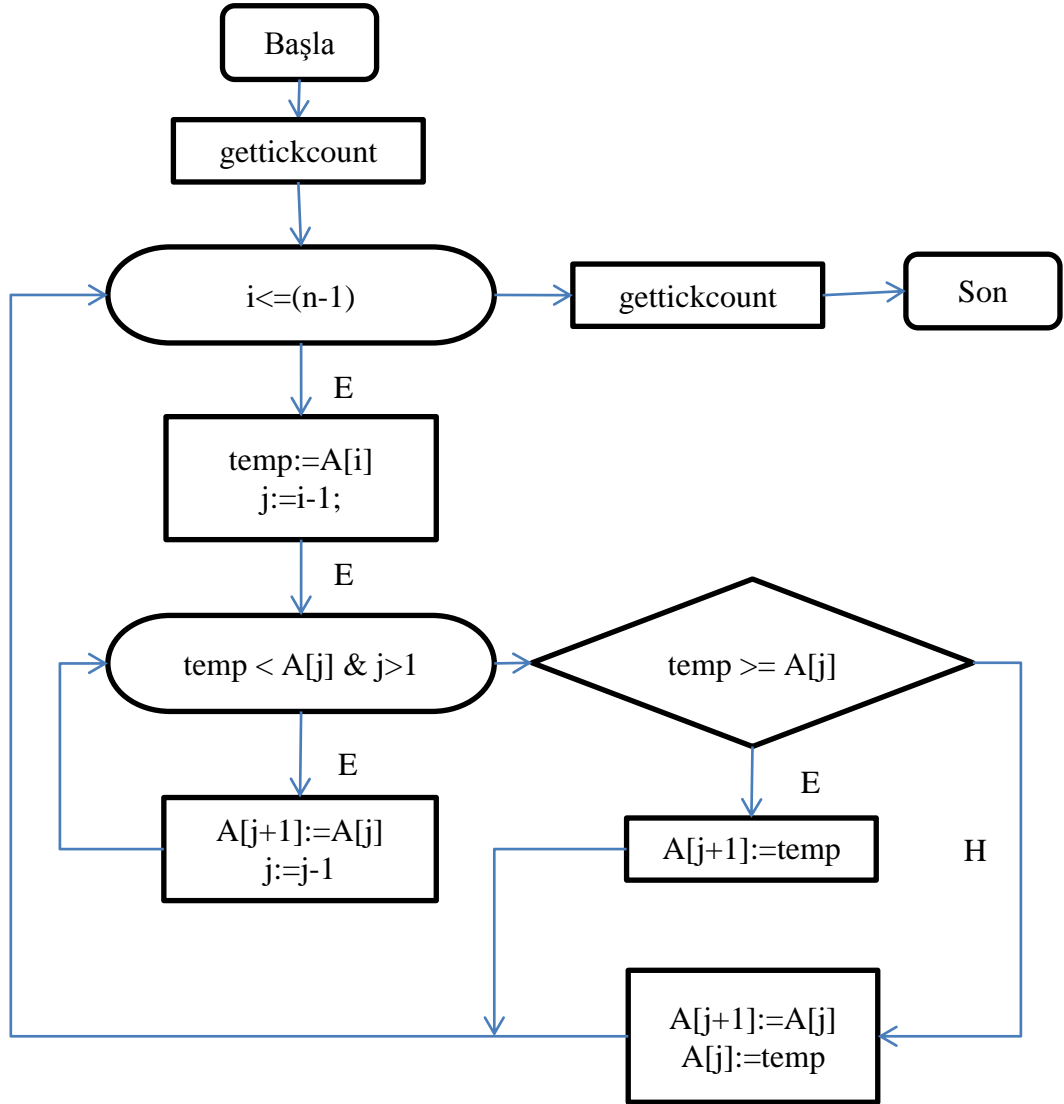 Başla
gettickcount
i<=(n-1)
gettickcount
Son
E
temp:=A[i]
j:=i-1;
E
temp < A[j] & j>1
temp >= A[j]
E
E
A[j+1]:=A[j]
j:=j-1
A[j+1]:=temp
H
A[j+1]:=A[j]
A[j]:=temp